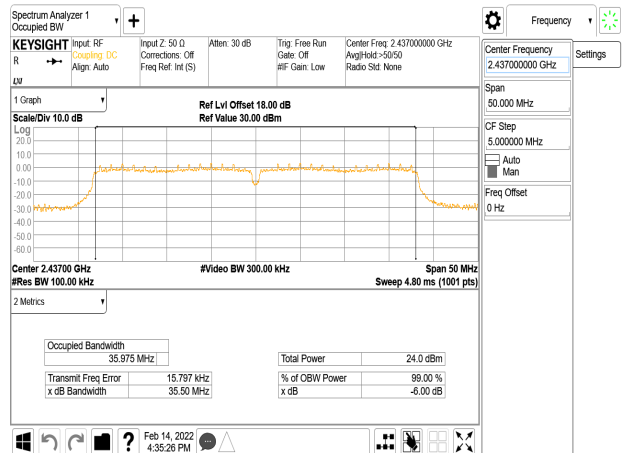 Spectrum Analyzer 1
Occupied BW
Frequency
KEYSIGHT
R
Input: RF
Coupling: DC
Align: Auto
Input Z: 50 Ω
Corrections: Off
Freq Ref: Int (S)
Atten: 30 dB
Trig: Free Run
Gate: Off
#IF Gain: Low
Center Freq: 2.437000000 GHz
Avg|Hold:>50/50
Radio Std: None
Center Frequency
2.437000000 GHz
Settings
Span
50.000 MHz
CF Step
5.000000 MHz
Auto
Man
Freq Offset
0 Hz
1 Graph
Ref Lvl Offset 18.00 dB
Scale/Div 10.0 dB
Ref Value 30.00 dBm
Log
20.0
10.0
0.00
-10.0
-20.0
-30.0
-40.0
-50.0
-60.0
Center 2.43700 GHz
#Video BW 300.00 kHz
Span 50 MHz
#Res BW 100.00 kHz
Sweep 4.80 ms (1001 pts)
2 Metrics
Occupied Bandwidth
35.975 MHz
Total Power 24.0 dBm
Transmit Freq Error 15.797 kHz
% of OBW Power 99.00 %
x dB Bandwidth 35.50 MHz
x dB -6.00 dB
?
Feb 14, 2022
4:35:26 PM